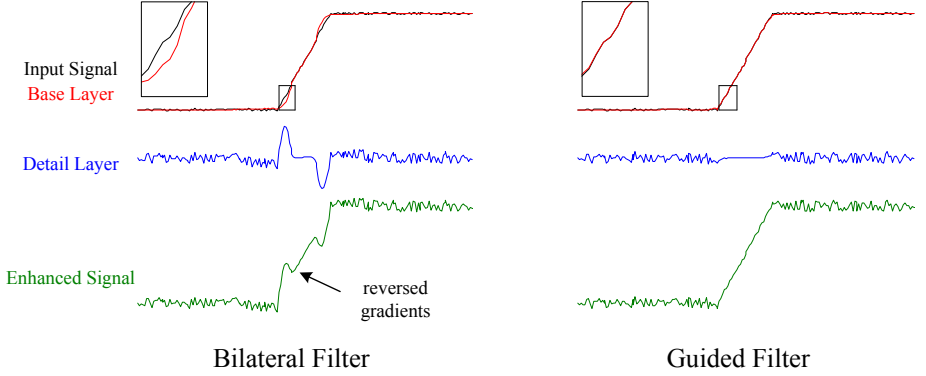 Input Signal
Base Layer
Detail Layer
Enhanced Signal
reversed
gradients
Bilateral Filter
Guided Filter